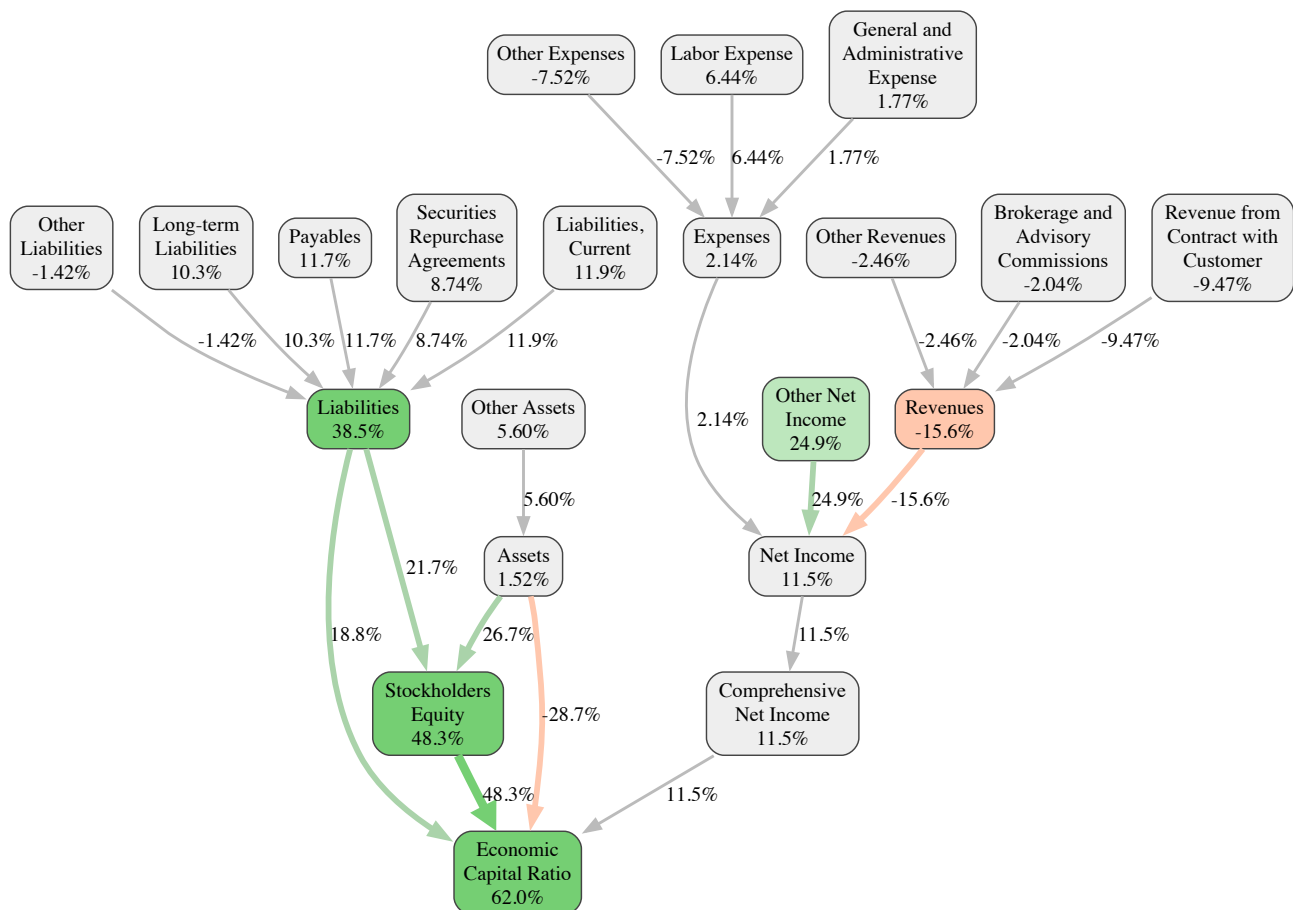 General and
Administrative
Expense
1.77%
Other Expenses
-7.52%
Labor Expense
6.44%
-7.52%
6.44%
1.77%
Other
Liabilities
-1.42%
Long-term
Liabilities
10.3%
Payables
11.7%
Securities
Repurchase
Agreements
8.74%
Liabilities,
Current
11.9%
Expenses
2.14%
Other Revenues
-2.46%
Brokerage and
Advisory
Commissions
-2.04%
Revenue from
Contract with
Customer
-9.47%
-1.42%
10.3%
11.7%
8.74%
11.9%
-2.46%
-2.04%
-9.47%
Liabilities
38.5%
Other Assets
5.60%
2.14%
Other Net
Income
24.9%
Revenues
-15.6%
5.60%
24.9%
-15.6%
21.7%
Assets
1.52%
Net Income
11.5%
18.8%
26.7%
11.5%
Stockholders
Equity
48.3%
-28.7%
Comprehensive
Net Income
11.5%
48.3%
11.5%
Economic
Capital Ratio
62.0%